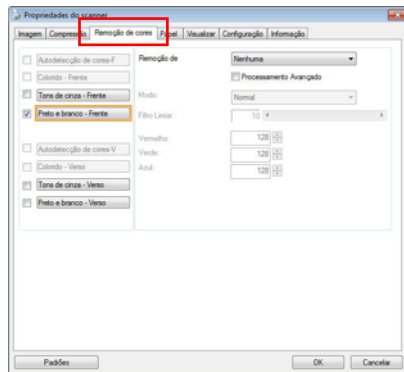 Propriedades do scanner
Imagem Compressão Remoção de cores Papel Visualizar Configuração Informação
Autodetecção de cores-F
Colorido - Frente
Tons de cinza - Frente
Preto e branco - Frente
Autodetecção de cores-V
Colorido - Verso
Tons de cinza - Verso
Preto e branco - Verso
Remoção de Nenhuma
Processamento Avançado
Modo: Normal
Filtro Limiar: 10
Vermelho: 128
Verde: 128
Azul: 128
Padrões OK Cancelar